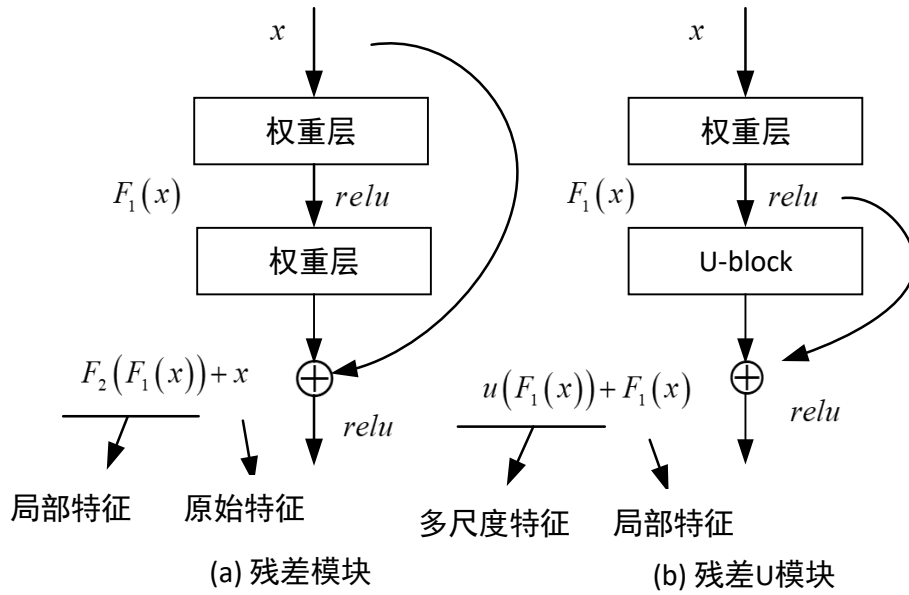 x
权重层
F₁(x)
relu
权重层
F₂(F₁(x))+x
relu
局部特征
原始特征
(a) 残差模块
x
权重层
F₁(x)
relu
U-block
u(F₁(x))+F₁(x)
relu
多尺度特征
局部特征
(b) 残差U模块